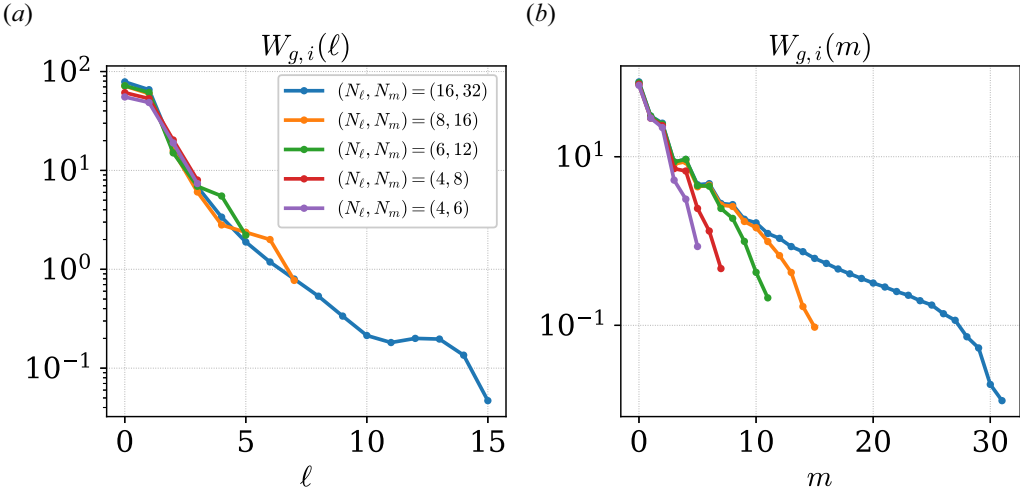 (a)
W_{g,i}(ℓ)
10^2
10^1
10^0
10^{-1}
(N_ℓ, N_m) = (16, 32)
(N_ℓ, N_m) = (8, 16)
(N_ℓ, N_m) = (6, 12)
(N_ℓ, N_m) = (4, 8)
(N_ℓ, N_m) = (4, 6)
0 5 10 15
ℓ
(b)
W_{g,i}(m)
10^1
10^{-1}
0 10 20 30
m